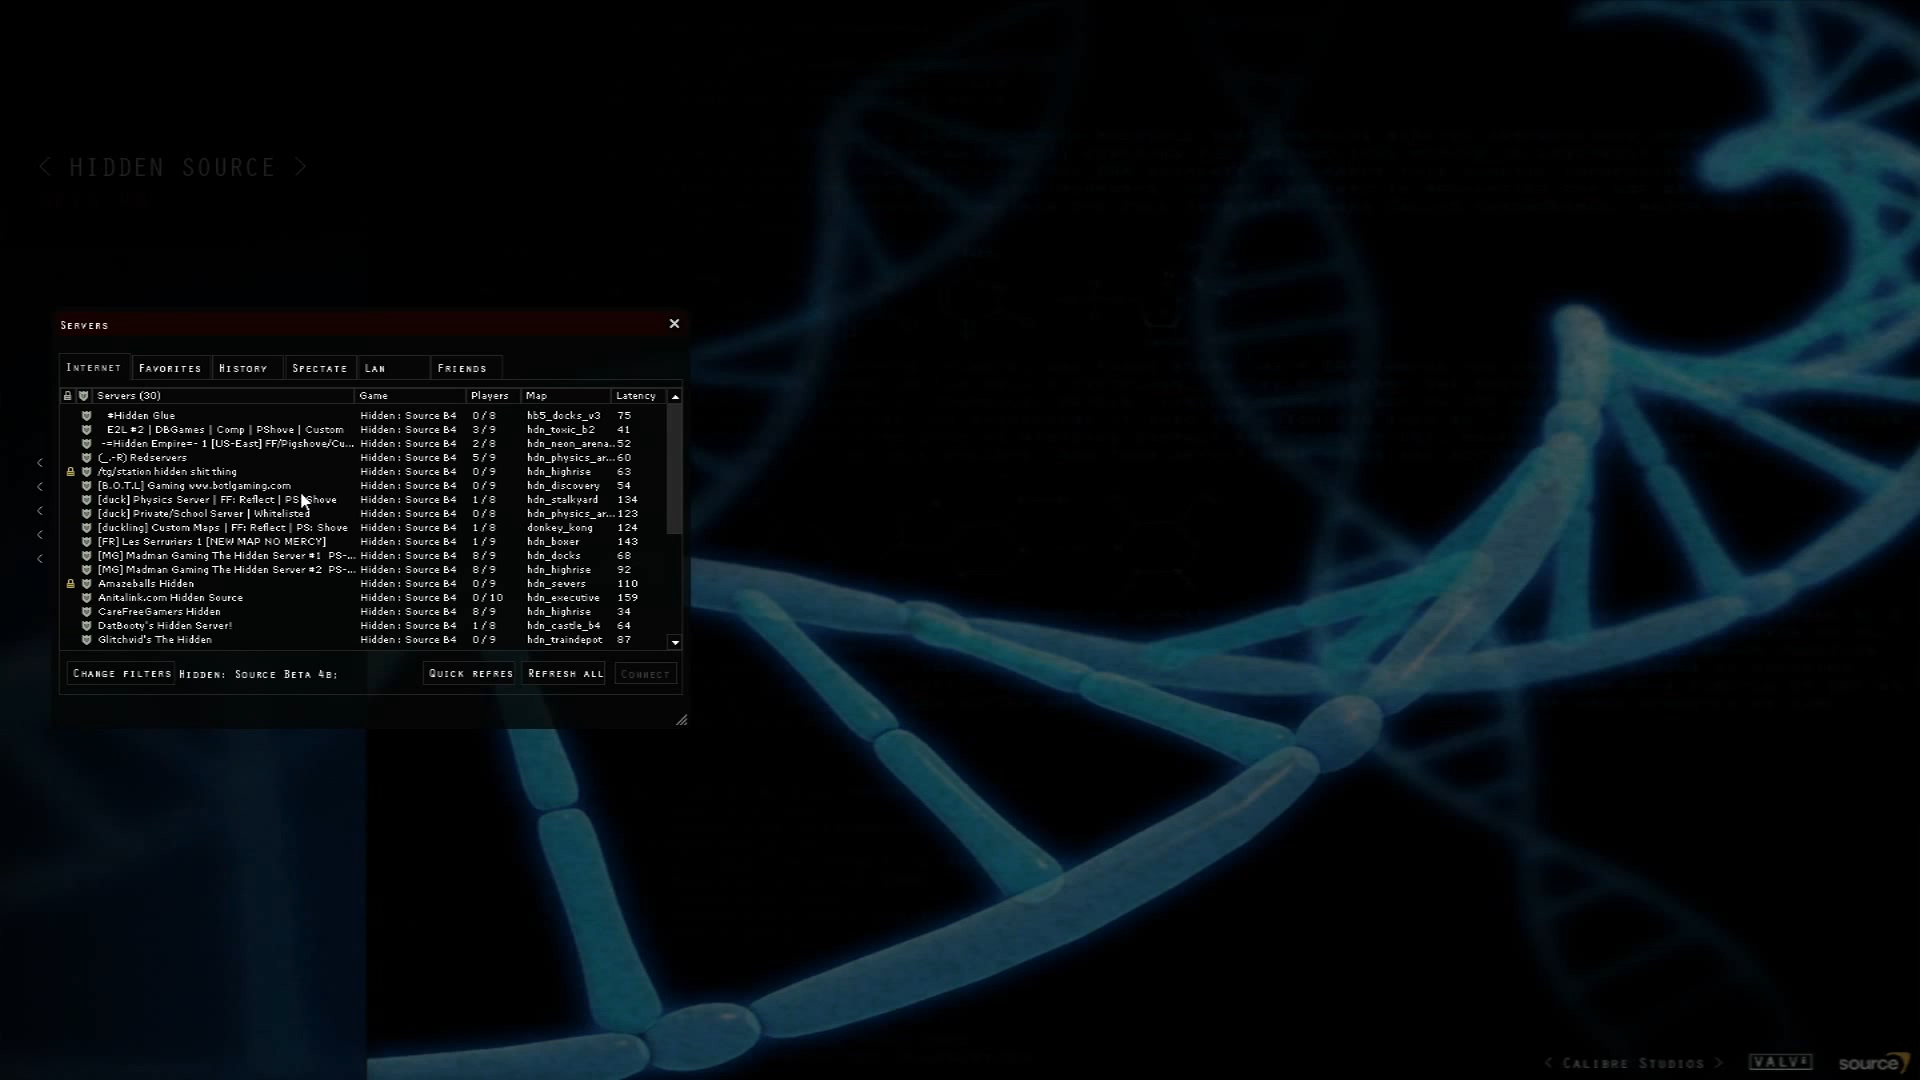 < HIDDEN SOURCE >
Servers ×
Internet Favorites History Spectate Lan Friends
Servers (30) Game Players Map Latency
#Hidden Glue Hidden : Source B4 0 / 8 hb5_docks_v3 75
E2L #2 | DBGames | Comp | PShove | Custom Hidden : Source B4 3 / 9 hdn_toxic_b2 41
-=Hidden Empire=- 1 [US-East] FF/Pigshove/Cu... Hidden : Source B4 2 / 8 hdn_neon_arena... 52
(_.-R) Redservers Hidden : Source B4 5 / 9 hdn_physics_ar... 60
/tg/station hidden shit thing Hidden : Source B4 0 / 9 hdn_highrise 63
[B.O.T.L] Gaming www.botlgaming.com Hidden : Source B4 0 / 9 hdn_discovery 54
[duck] Physics Server | FF: Reflect | PS: Shove Hidden : Source B4 1 / 8 hdn_stalkyard 134
[duck] Private/School Server | Whitelisted Hidden : Source B4 0 / 9 hdn_physics_ar... 123
[duckling] Custom Maps | FF: Reflect | PS: Shove Hidden : Source B4 1 / 8 donkey_kong 124
[FR] Les Serruriers 1 [NEW MAP NO MERCY] Hidden : Source B4 1 / 9 hdn_boxer 143
[MG] Madman Gaming The Hidden Server #1 PS-... Hidden : Source B4 8 / 9 hdn_docks 68
[MG] Madman Gaming The Hidden Server #2 PS-... Hidden : Source B4 8 / 9 hdn_highrise 92
Amazeballs Hidden Hidden : Source B4 0 / 9 hdn_sewers 110
Anitalink.com Hidden Source Hidden : Source B4 0 / 10 hdn_executive 159
CareFreeGamers Hidden Hidden : Source B4 8 / 9 hdn_highrise 34
DatBooty's Hidden Server! Hidden : Source B4 1 / 8 hdn_castle_b4 64
Glitchvid's The Hidden Hidden : Source B4 0 / 9 hdn_traindepot 87
Change filters Hidden: Source Beta 4b; Quick refres Refresh all Connect
< Calibre Studios > VALVE source